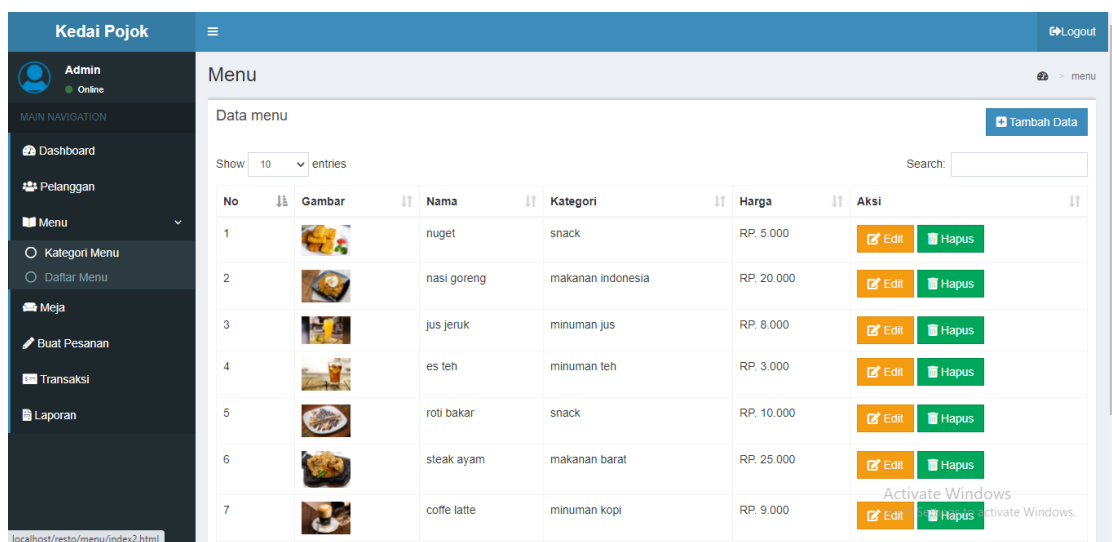 Kedai Pojok
Logout
Admin
Online
Menu
menu
MAIN NAVIGATION
Data menu
Tambah Data
Dashboard
Show 10 entries
Search:
Pelanggan
No Gambar Nama Kategori Harga Aksi
Menu
1 nuget snack RP. 5.000 Edit Hapus
Kategori Menu
Daftar Menu
2 nasi goreng makanan indonesia RP. 20.000 Edit Hapus
Meja
3 jus jeruk minuman jus RP. 8.000 Edit Hapus
Buat Pesanan
4 es teh minuman teh RP. 3.000 Edit Hapus
Transaksi
5 roti bakar snack RP. 10.000 Edit Hapus
Laporan
6 steak ayam makanan barat RP. 25.000 Edit Hapus
Activate Windows
7 coffe latte minuman kopi RP. 9.000 Edit Hapus
activate Windows.
localhost/resto/menu/index2.html